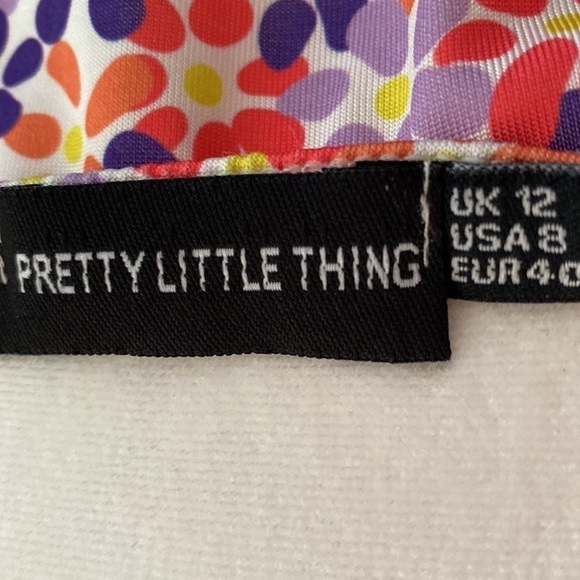 PRETTY LITTLE THING
UK 12
USA 8
EUR 40